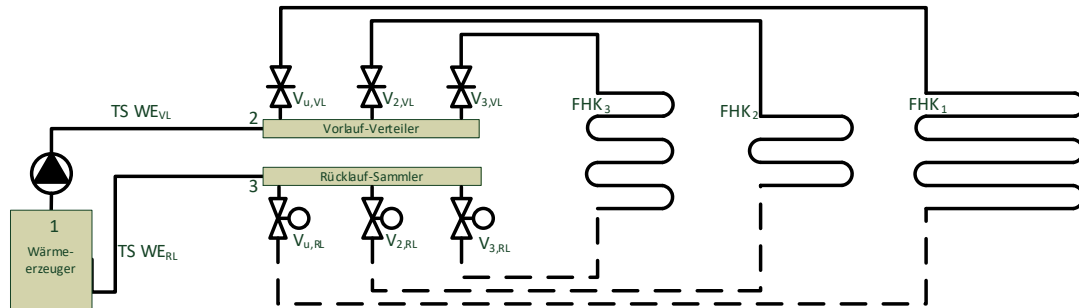 V_u,VL
V_2,VL
V_3,VL
FHK_3
FHK_2
FHK_1
TS WE_VL
2
Vorlauf-Verteiler
Rücklauf-Sammler
3
1
Wärme-
erzeuger
TS WE_RL
V_u,RL
V_2,RL
V_3,RL